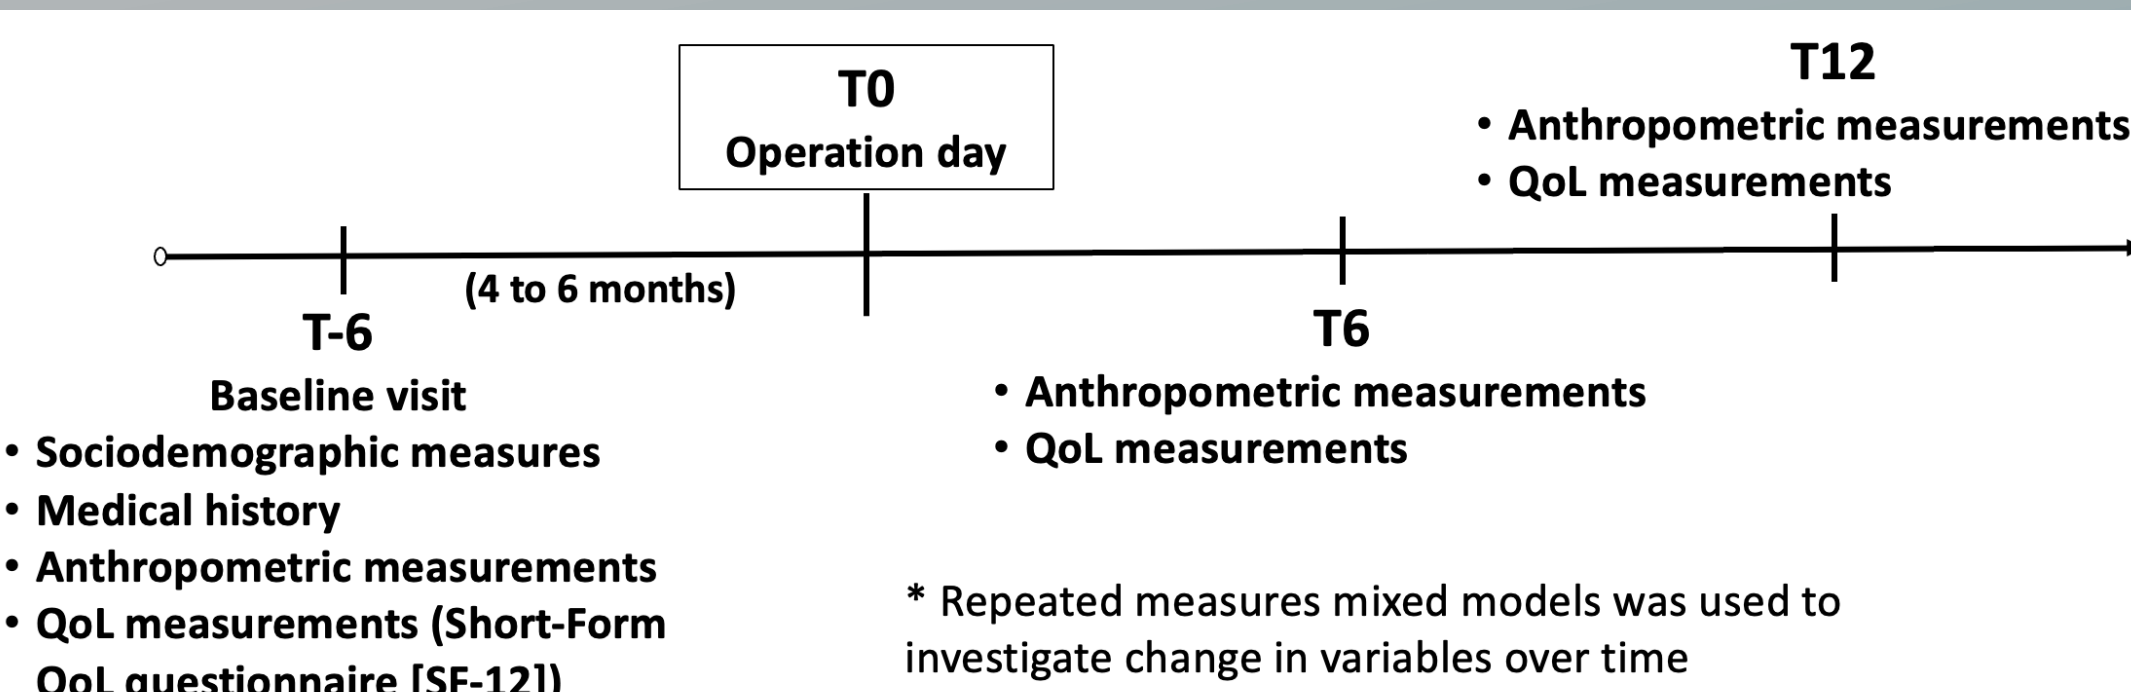 T0
Operation day
T12
• Anthropometric measurements
• QoL measurements
(4 to 6 months)
T-6
Baseline visit
• Sociodemographic measures
• Medical history
• Anthropometric measurements
• QoL measurements (Short-Form
QoL questionnaire [SF-12])
T6
• Anthropometric measurements
• QoL measurements
* Repeated measures mixed models was used to
investigate change in variables over time